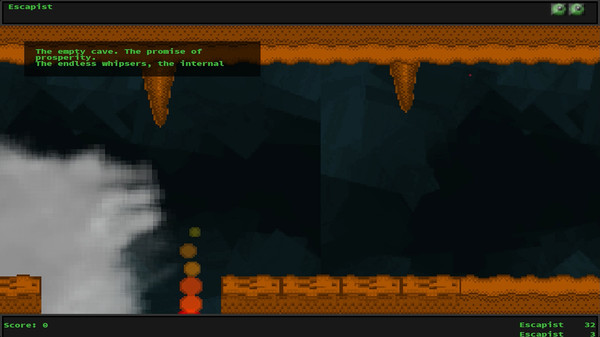 Escapist
The empty cave. The promise of
prosperity.
The endless whipsers, the internal
Score: 0
Escapist 32
Escapist 3